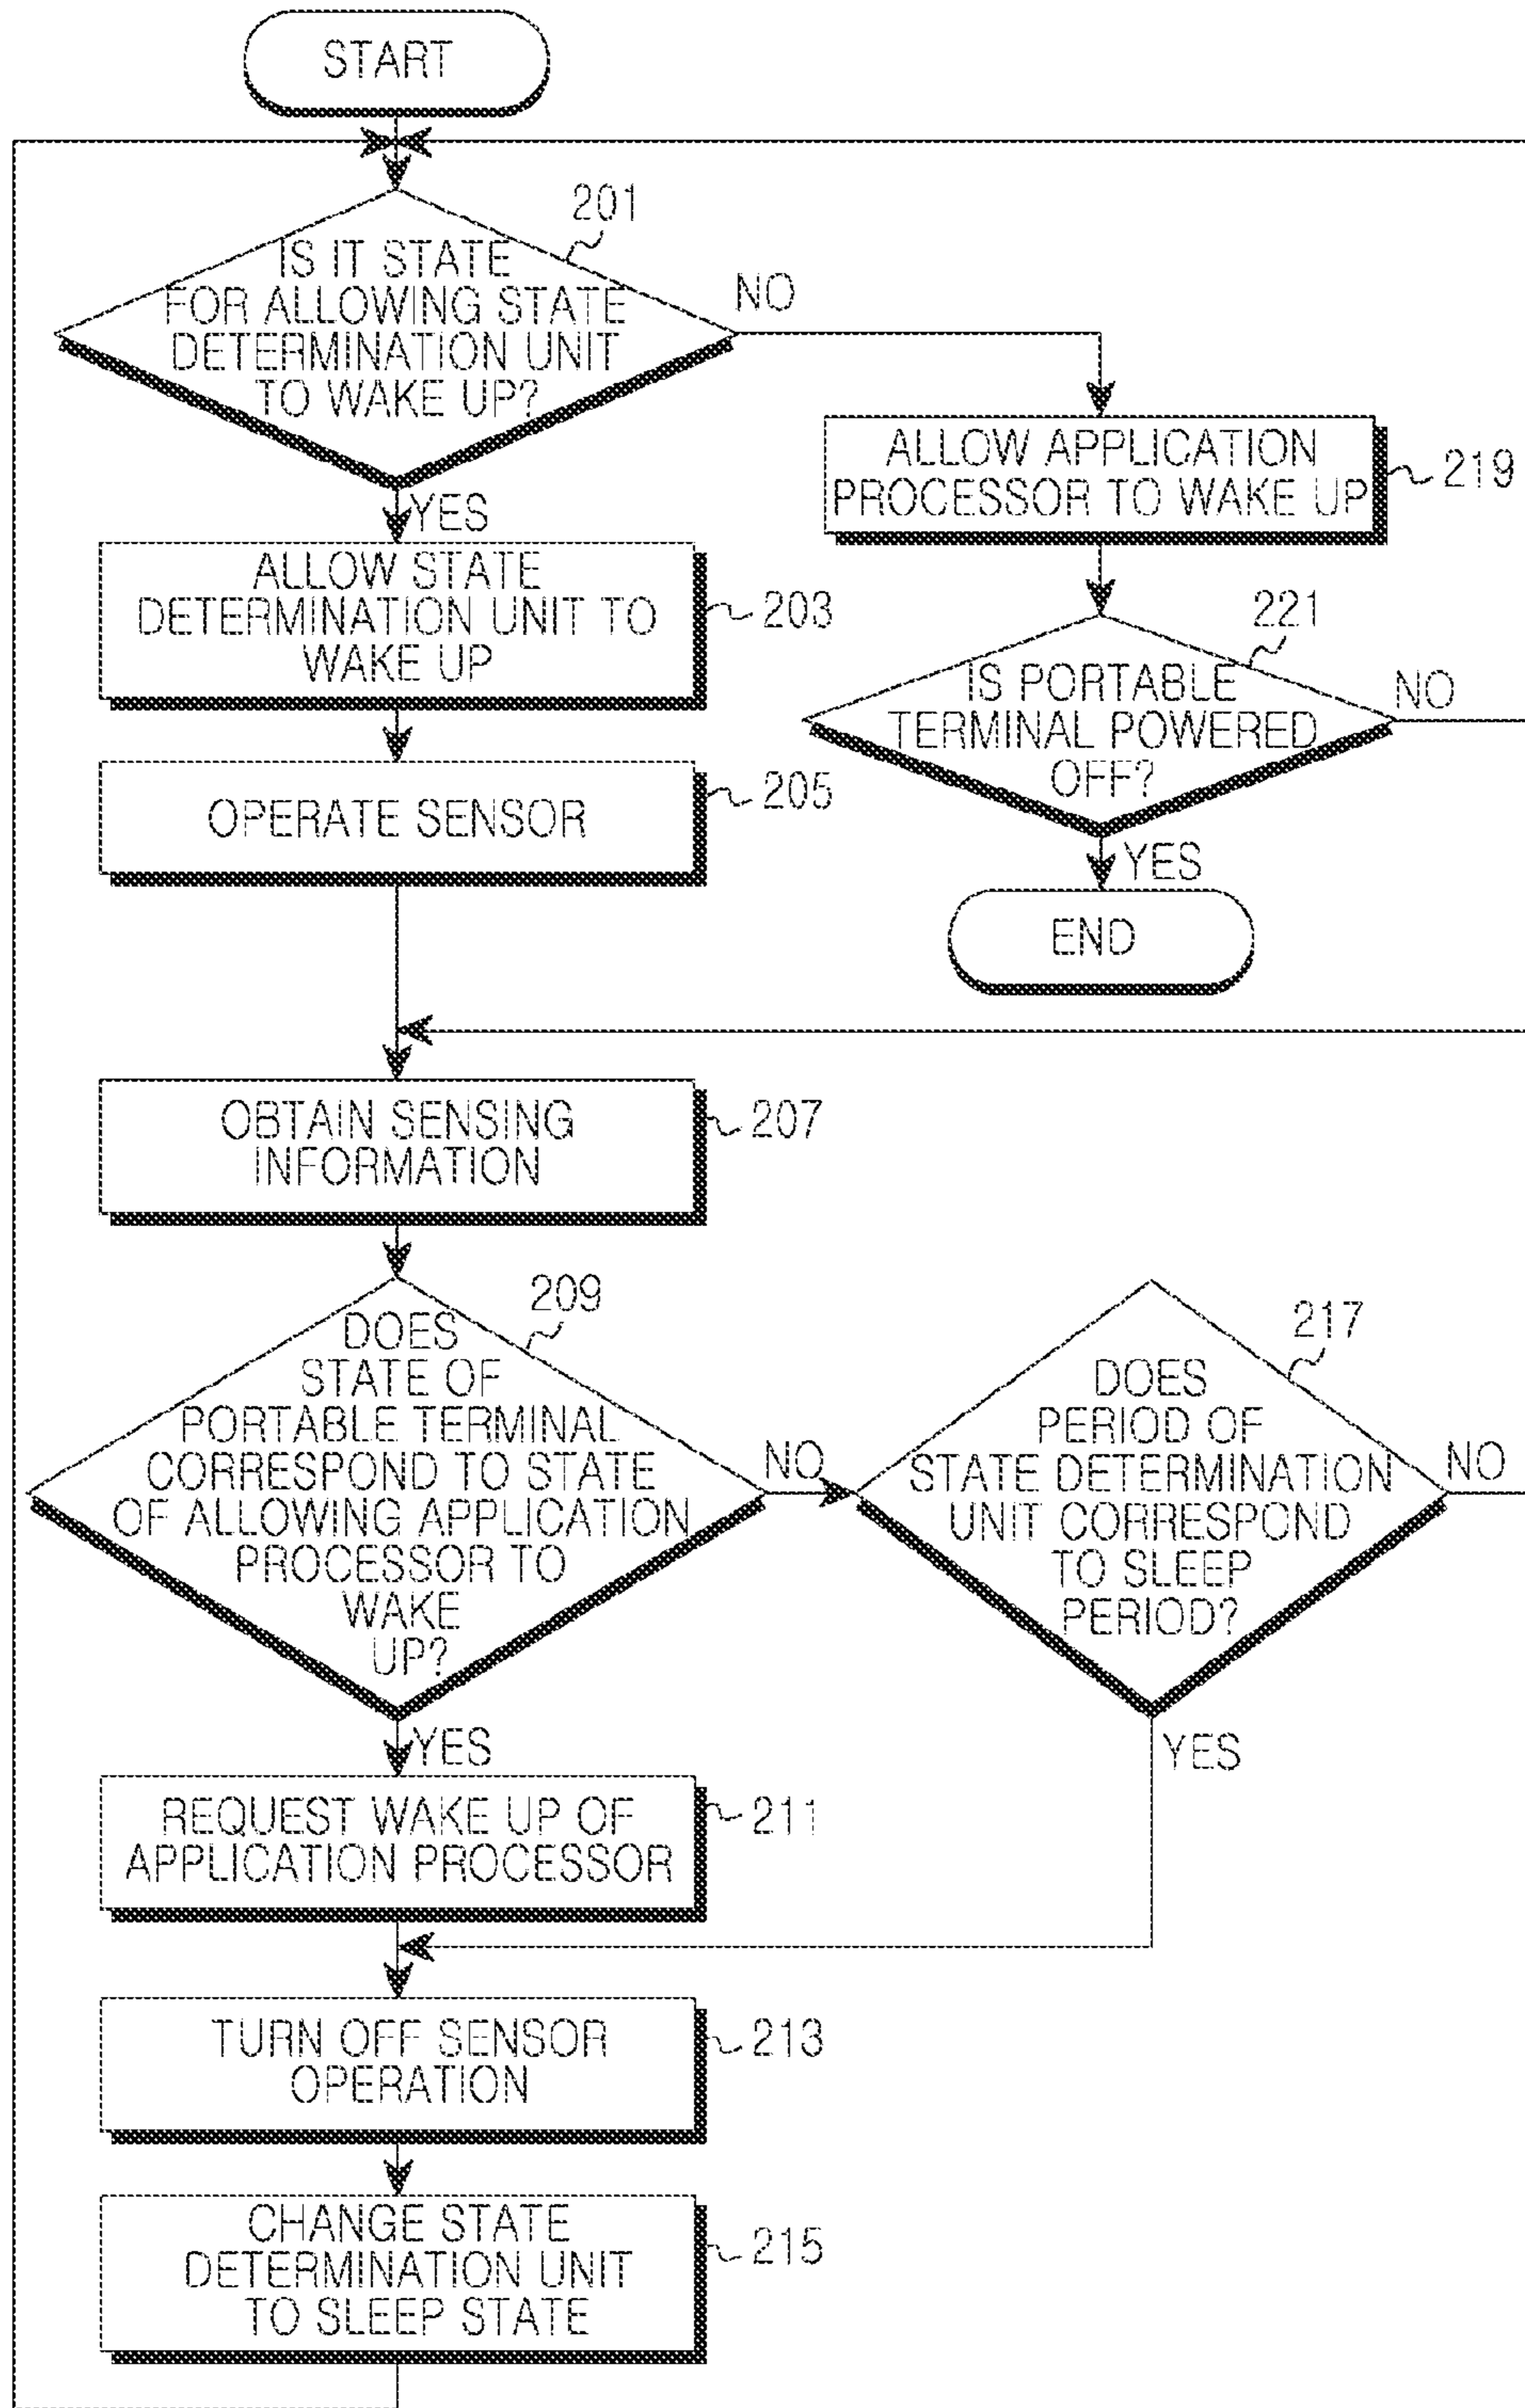 START
201
IS IT STATE
FOR ALLOWING STATE
DETERMINATION UNIT
TO WAKE UP?
NO
YES
ALLOW APPLICATION
PROCESSOR TO WAKE UP
219
ALLOW STATE
DETERMINATION UNIT TO
WAKE UP
203
221
IS PORTABLE
TERMINAL POWERED
OFF?
NO
YES
END
OPERATE SENSOR
205
OBTAIN SENSING
INFORMATION
207
209
DOES
STATE OF
PORTABLE TERMINAL
CORRESPOND TO STATE
OF ALLOWING APPLICATION
PROCESSOR TO
WAKE
UP?
NO
YES
217
DOES
PERIOD OF
STATE DETERMINATION
UNIT CORRESPOND
TO SLEEP
PERIOD?
NO
YES
REQUEST WAKE UP OF
APPLICATION PROCESSOR
211
TURN OFF SENSOR
OPERATION
213
CHANGE STATE
DETERMINATION UNIT
TO SLEEP STATE
215